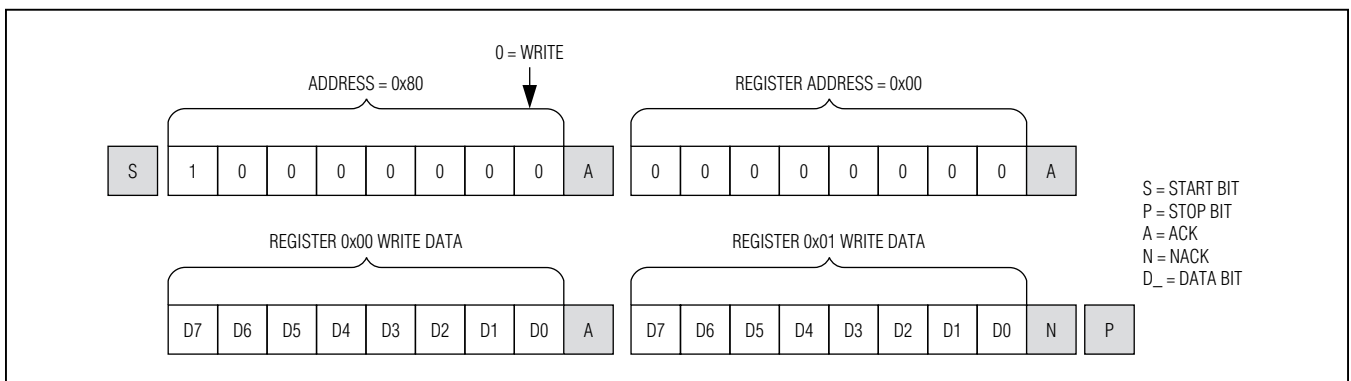 0 = WRITE
ADDRESS = 0x80
REGISTER ADDRESS = 0x00
S 1 0 0 0 0 0 0 0 A 0 0 0 0 0 0 0 0 A
REGISTER 0x00 WRITE DATA
REGISTER 0x01 WRITE DATA
D7 D6 D5 D4 D3 D2 D1 D0 A D7 D6 D5 D4 D3 D2 D1 D0 N P
S = START BIT
P = STOP BIT
A = ACK
N = NACK
D_ = DATA BIT